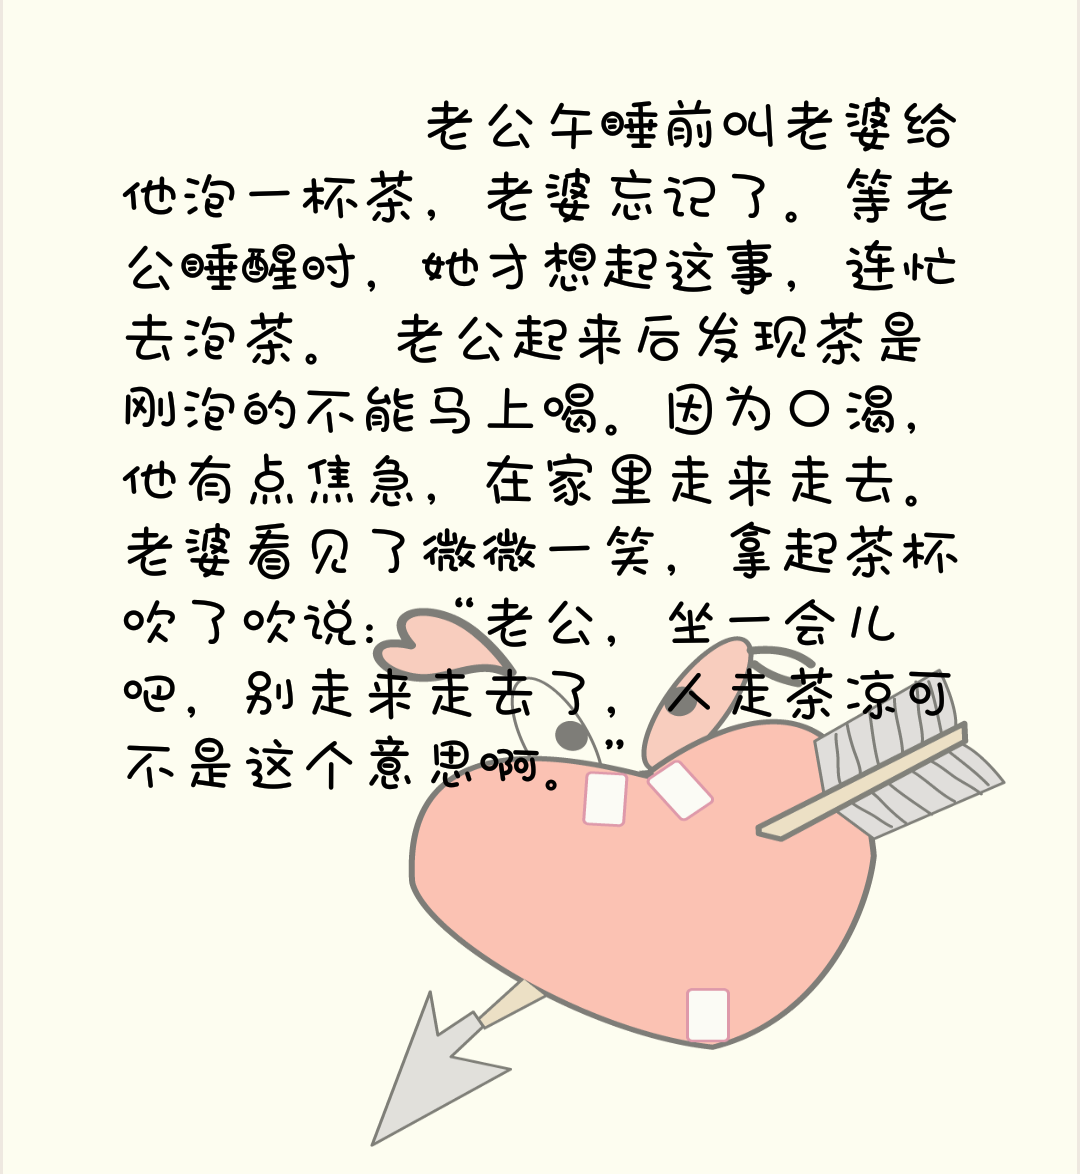 老公午睡前叫老婆给
他泡一杯茶，老婆忘记了。等老
公睡醒时，她才想起这事，连忙
去泡茶。 老公起来后发现茶是
刚泡的不能马上喝。因为口渴，
他有点焦急，在家里走来走去。
老婆看见了微微一笑，拿起茶杯
吹了吹说：“老公，坐一会儿
吧，别走来走去了，人走茶凉可
不是这个意思啊。”